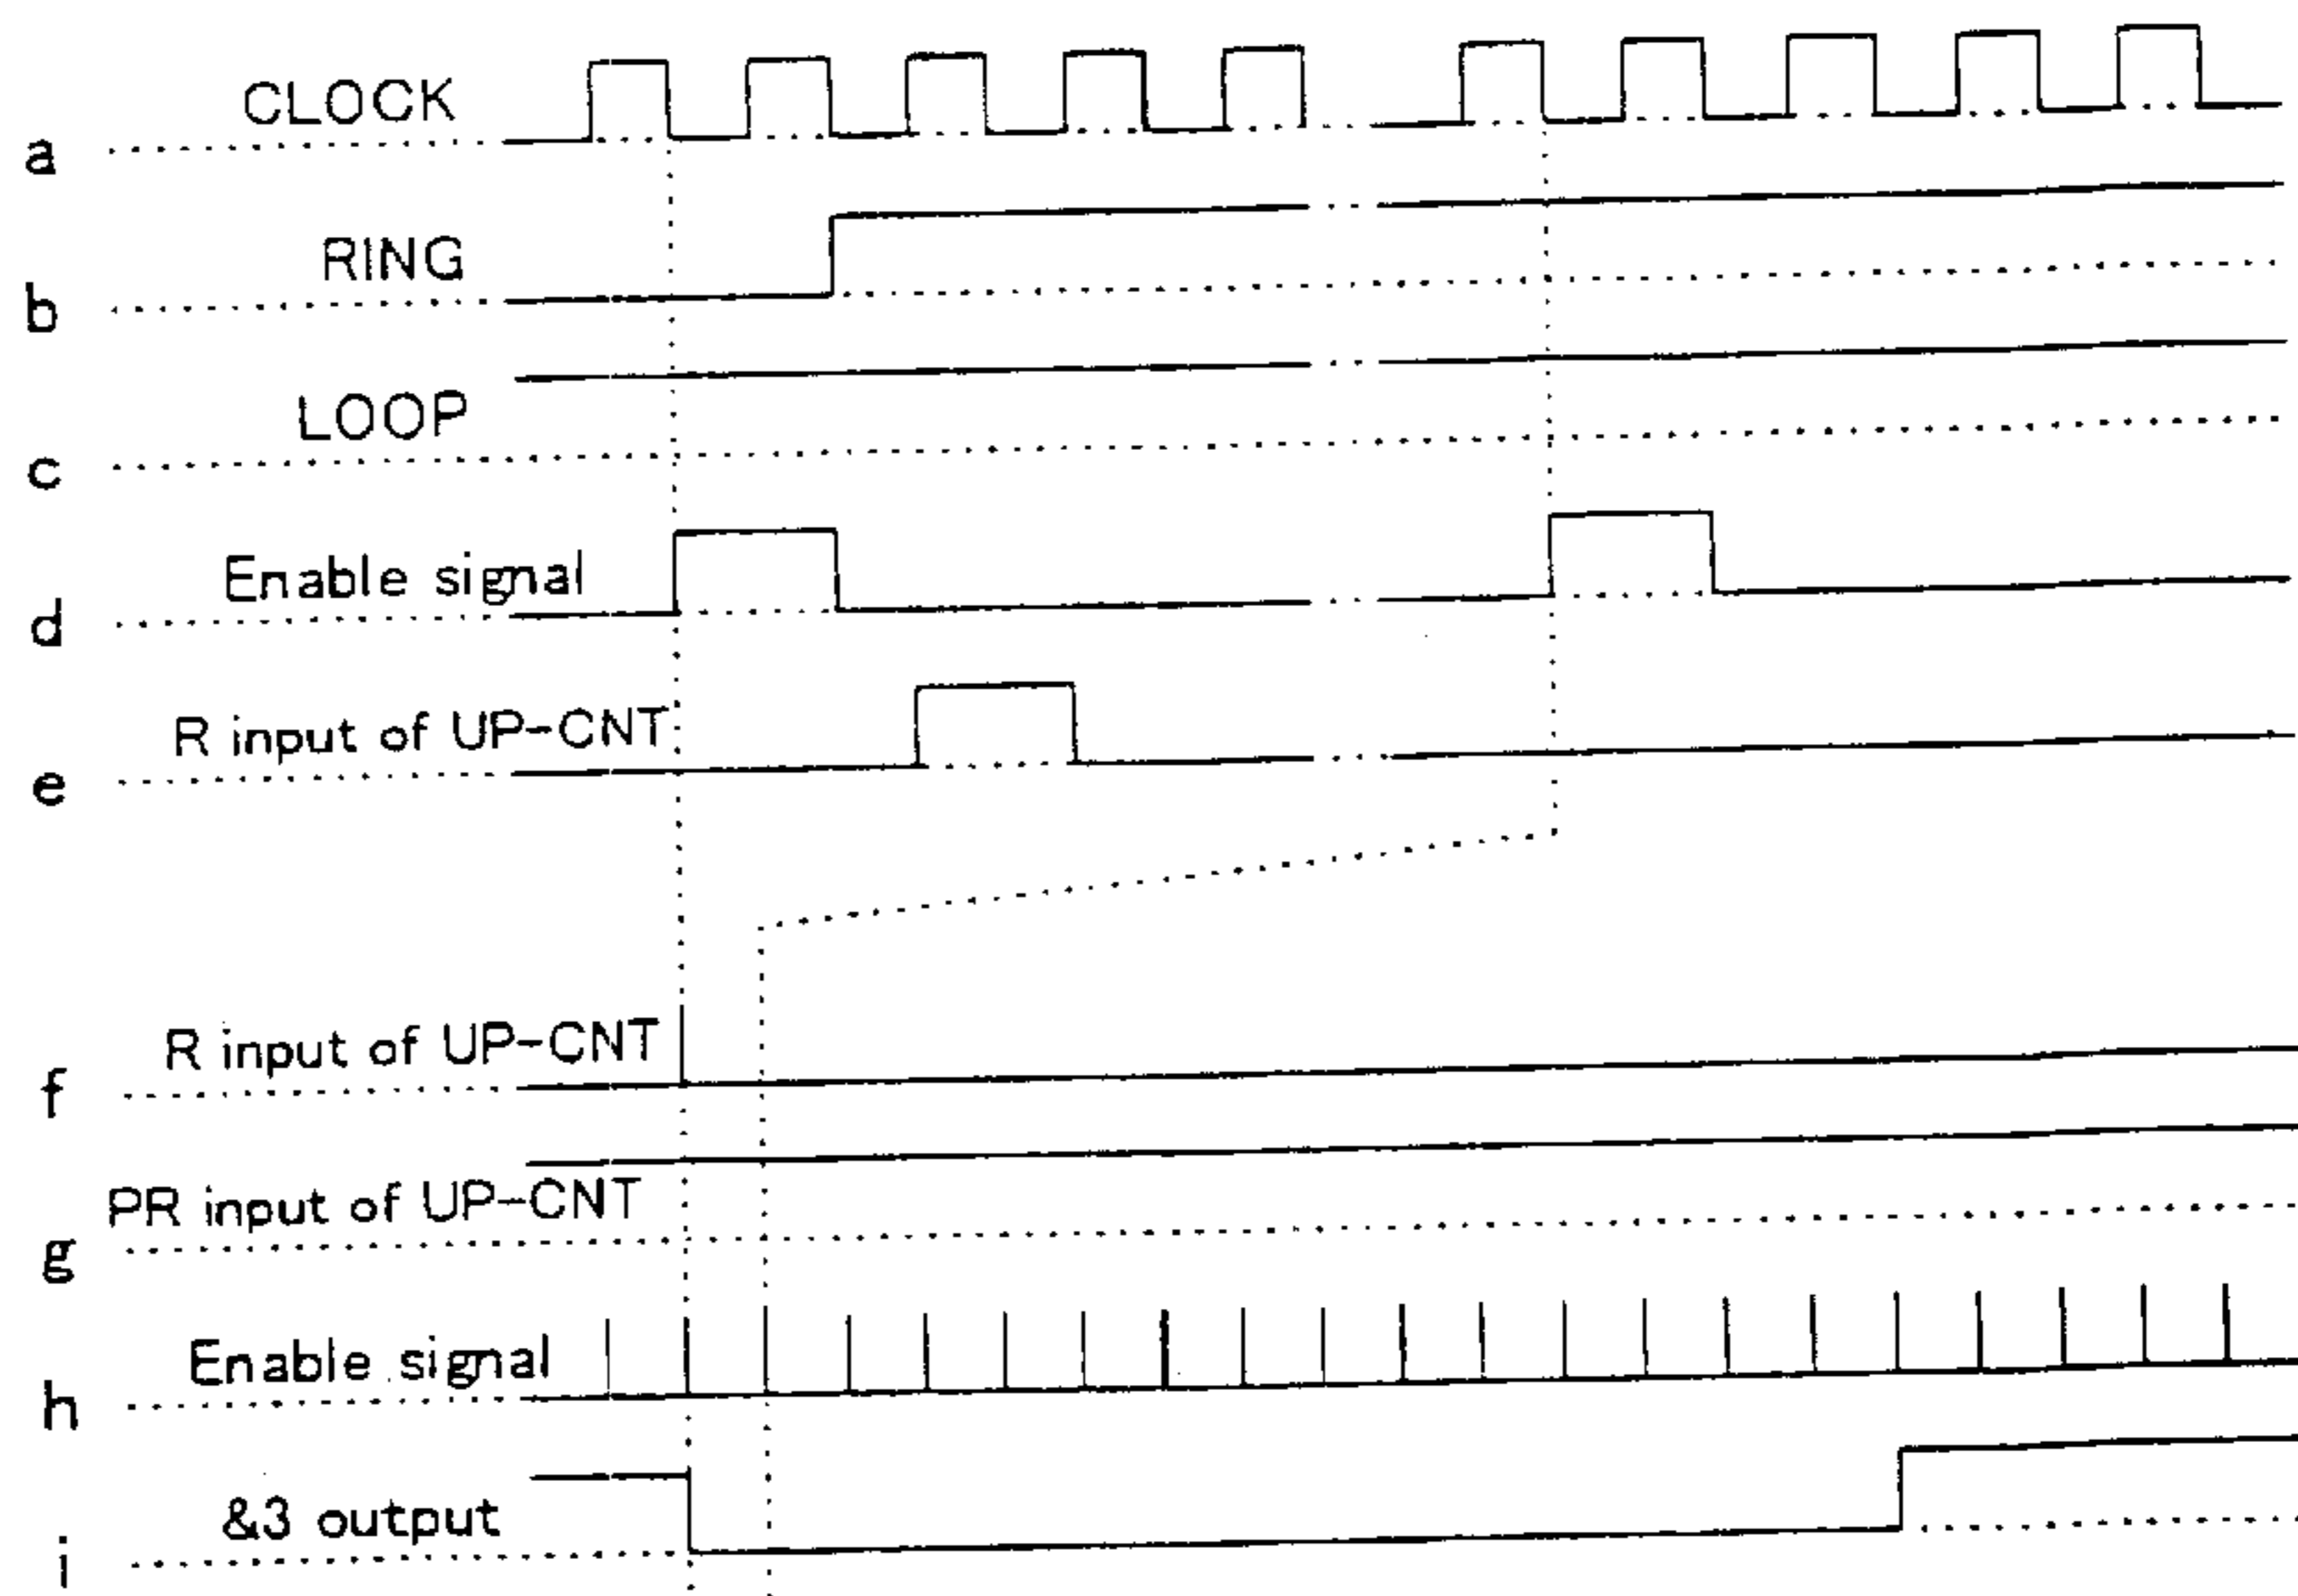 CLOCK
a
RING
b
LOOP
c
Enable signal
d
R input of UP-CNT
e
R input of UP-CNT
f
PR input of UP-CNT
g
Enable signal
h
&3 output
i